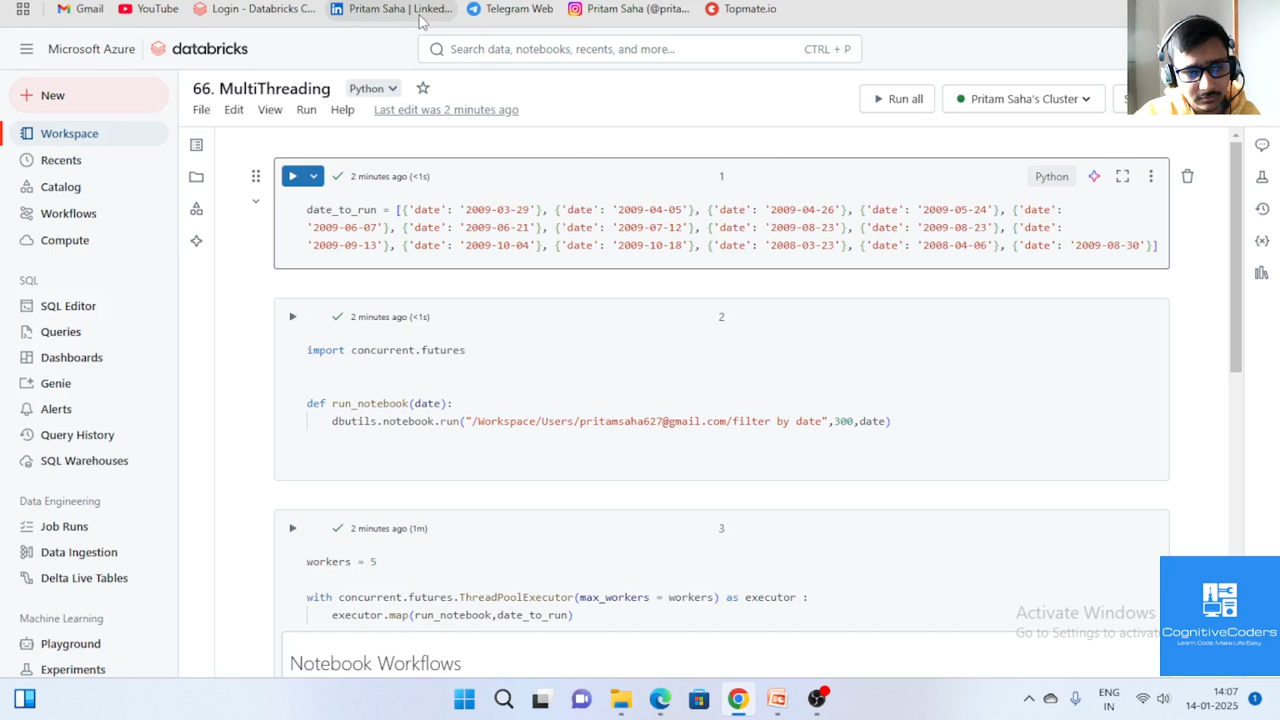 Gmail
YouTube
Login - Databricks C...
Pritam Saha | Linked...
Telegram Web
Pritam Saha (@prita...
Topmate.io
Microsoft Azure
databricks
Search data, notebooks, recents, and more...
CTRL + P
New
Workspace
Recents
Catalog
Workflows
Compute
SQL
SQL Editor
Queries
Dashboards
Genie
Alerts
Query History
SQL Warehouses
Data Engineering
Job Runs
Data Ingestion
Delta Live Tables
Machine Learning
Playground
Experiments
66. MultiThreading
Python
File Edit View Run Help Last edit was 2 minutes ago
Run all
Pritam Saha's Cluster
2 minutes ago (<1s)
1
Python
date_to_run = [{'date': '2009-03-29'}, {'date': '2009-04-05'}, {'date': '2009-04-26'}, {'date': '2009-05-24'}, {'date':
'2009-06-07'}, {'date': '2009-06-21'}, {'date': '2009-07-12'}, {'date': '2009-08-23'}, {'date': '2009-08-23'}, {'date':
'2009-09-13'}, {'date': '2009-10-04'}, {'date': '2009-10-18'}, {'date': '2008-03-23'}, {'date': '2008-04-06'}, {'date': '2009-08-30'}]
2 minutes ago (<1s)
2
import concurrent.futures
def run_notebook(date):
dbutils.notebook.run("/Workspace/Users/pritamsaha627@gmail.com/filter by date",300,date)
2 minutes ago (1m)
3
workers = 5
with concurrent.futures.ThreadPoolExecutor(max_workers = workers) as executor :
executor.map(run_notebook,date_to_run)
Notebook Workflows
Activate Windows
Go to Settings to activate
CognitiveCoders
Learn Code Make Life Easy
ENG
IN
14:07
14-01-2025
1